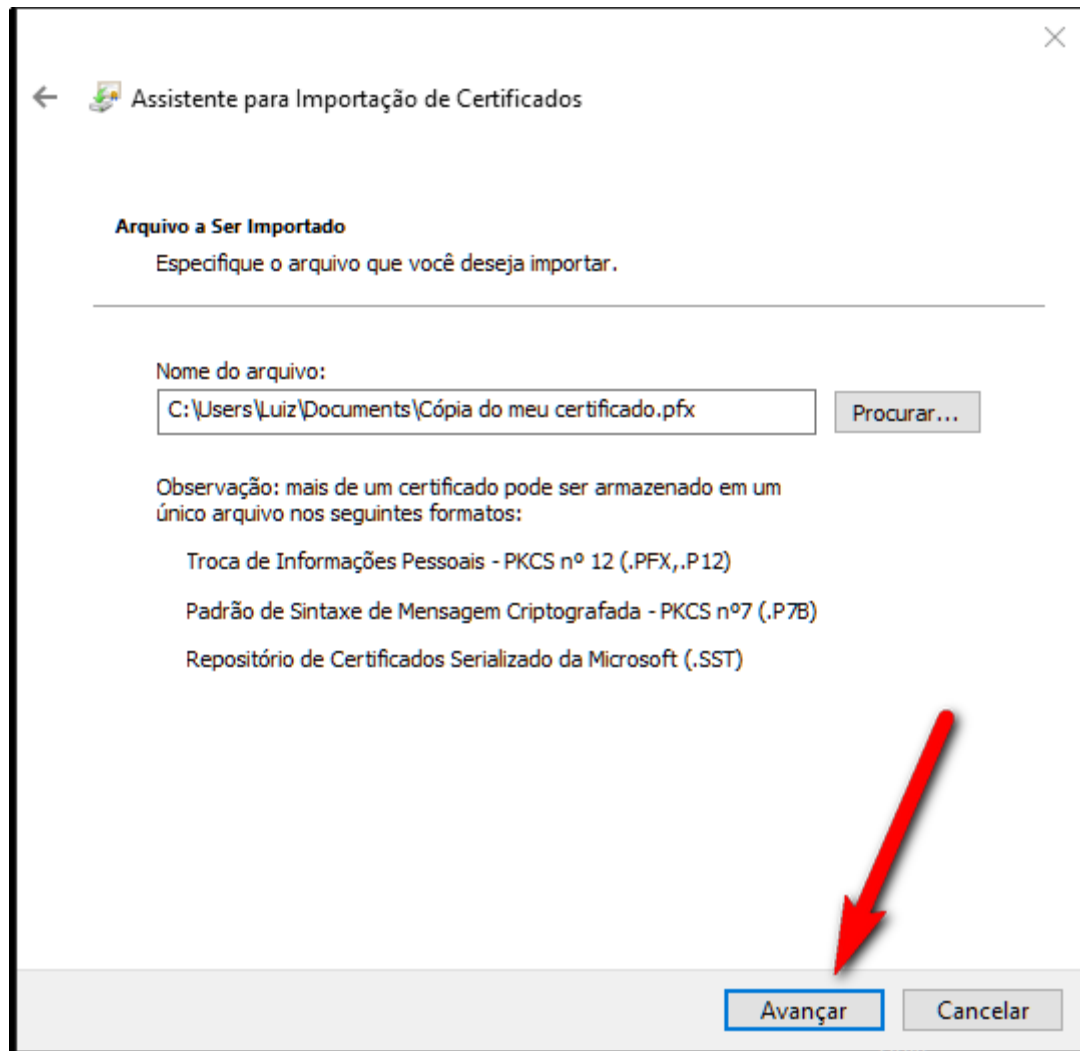 Assistente para Importação de Certificados
Arquivo a Ser Importado
Especifique o arquivo que você deseja importar.
Nome do arquivo:
C:\Users\Luiz\Documents\Cópia do meu certificado.pfx
Procurar...
Observação: mais de um certificado pode ser armazenado em um
único arquivo nos seguintes formatos:
Troca de Informações Pessoais - PKCS nº 12 (.PFX,.P12)
Padrão de Sintaxe de Mensagem Criptografada - PKCS nº7 (.P7B)
Repositório de Certificados Serializado da Microsoft (.SST)
Avançar
Cancelar